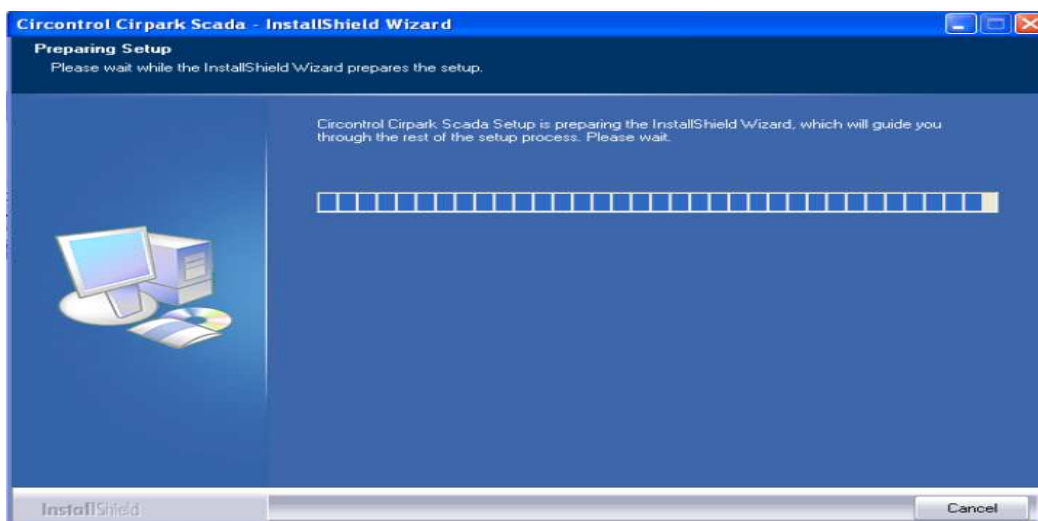 Circontrol Cirpark Scada - InstallShield Wizard
Preparing Setup
Please wait while the InstallShield Wizard prepares the setup.
Circontrol Cirpark Scada Setup is preparing the InstallShield Wizard, which will guide you
through the rest of the setup process. Please wait.
InstallShield
Cancel